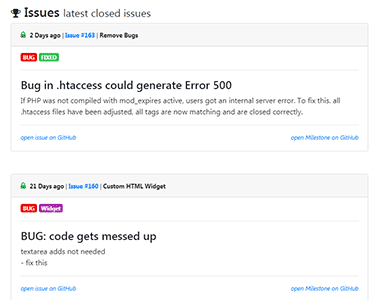 Issues latest closed issues
2 Days ago | Issue #163 | Remove Bugs
BUG FIXED
Bug in .htaccess could generate Error 500
If PHP was not compiled with mod_expires active, users got an internal server error. To fix this. all
.htaccess files have been adjusted, all tags are now matching and are closed correctly.
open issue on GitHub open Milestone on GitHub
21 Days ago | Issue #160 | Custom HTML Widget
BUG Widget
BUG: code gets messed up
textarea adds not needed
- fix this
open issue on GitHub open Milestone on GitHub